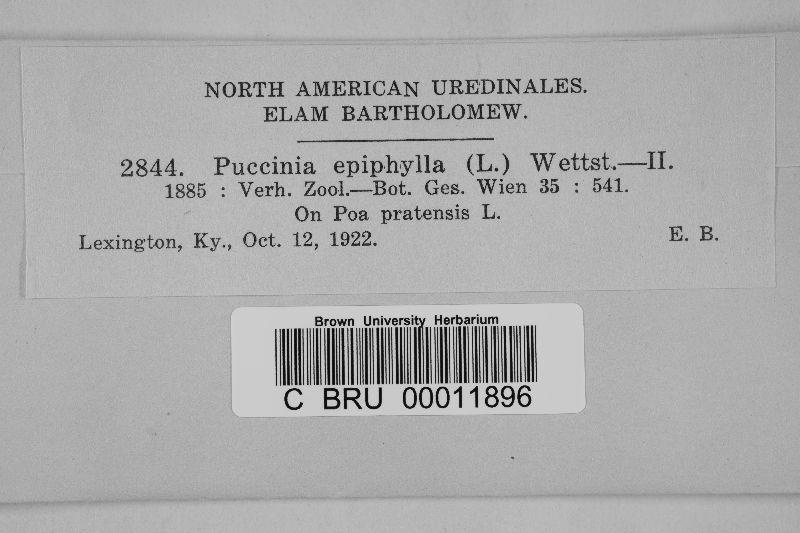 NORTH AMERICAN UREDINALES.
ELAM BARTHOLOMEW.
2844. Puccinia epiphylla (L.) Wettst.—II.
1885 : Verh. Zool.—Bot. Ges. Wien 35 : 541.
On Poa pratensis L.
Lexington, Ky., Oct. 12, 1922. E. B.
Brown University Herbarium
C BRU 00011896